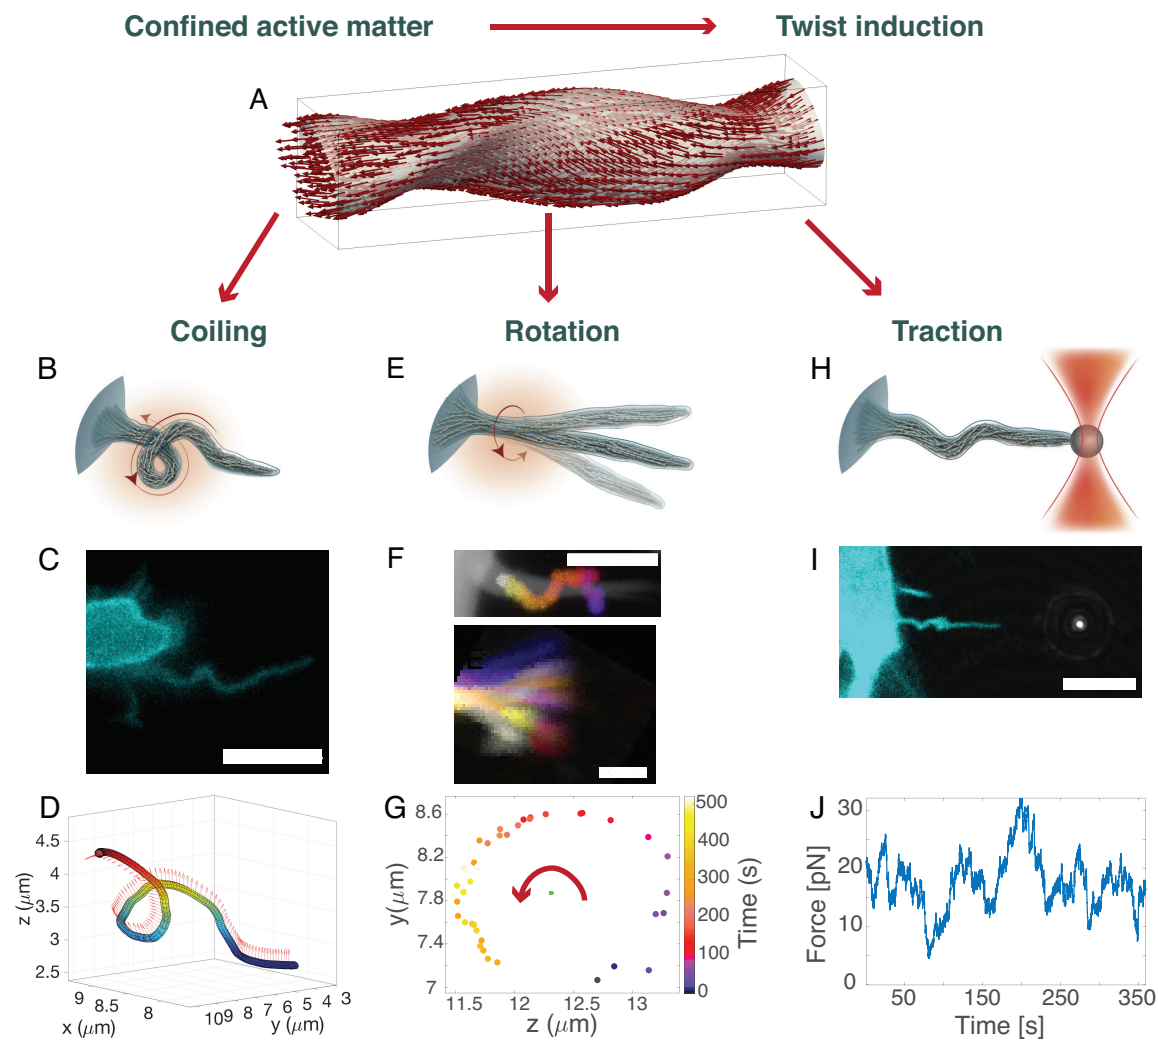 Confined active matter
Twist induction
A
Coiling
Rotation
Traction
B
E
H
C
F
I
E
D
4.5
4
3.5
3
2.5
z (μm)
9
8.5
8
x (μm)
10
9
8
7
6
5
4
3
y (μm)
G
8.6
8.2
7.8
7.4
7
y(μm)
11.5
12
12.5
13
z (μm)
500
400
300
200
100
0
Time (s)
J
30
20
10
0
Force [pN]
50
150
250
350
Time [s]